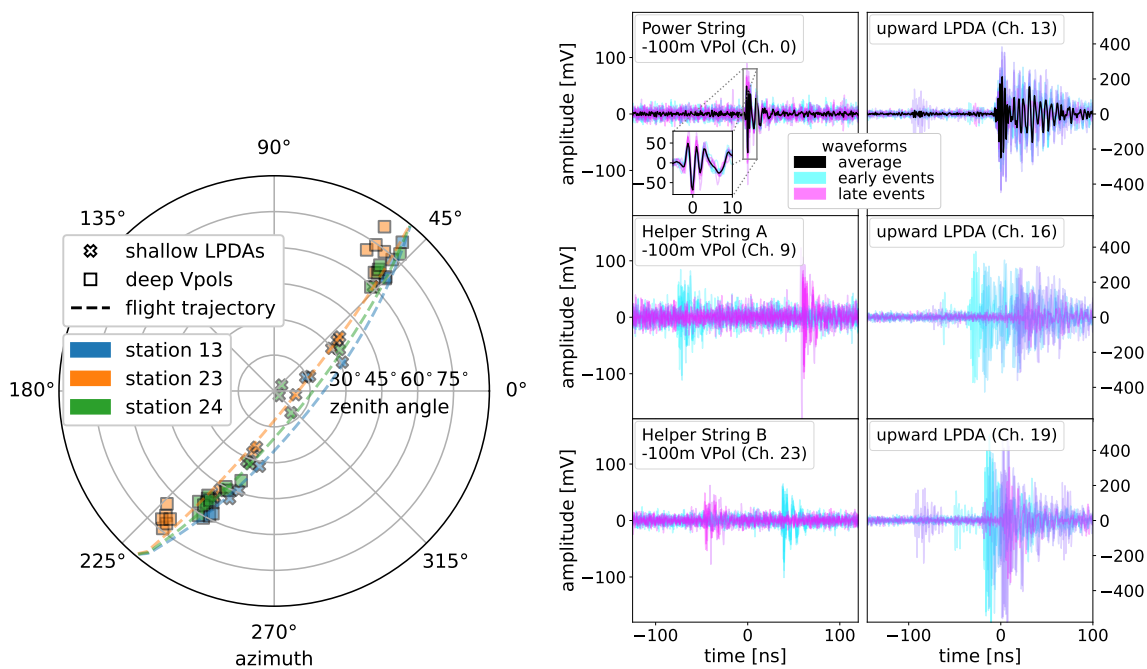 90°
135°
45°
shallow LPDAs
deep Vpols
flight trajectory
station 13
station 23
station 24
180°
30°
45°
60°
75°
0°
zenith angle
225°
315°
270°
azimuth
Power String
-100m VPol (Ch. 0)
amplitude [mV]
100
0
−100
50
0
−50
0
10
upward LPDA (Ch. 13)
400
200
0
−200
−400
waveforms
average
early events
late events
Helper String A
-100m VPol (Ch. 9)
amplitude [mV]
100
0
−100
upward LPDA (Ch. 16)
400
200
0
−200
−400
Helper String B
-100m VPol (Ch. 23)
amplitude [mV]
100
0
−100
−100
0
100
time [ns]
upward LPDA (Ch. 19)
400
200
0
−200
−400
−600
−100
0
100
time [ns]